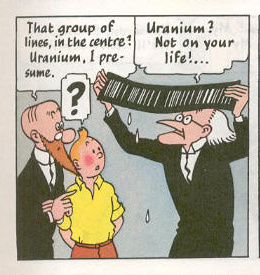 That group of
lines, in the centre?
Uranium, I pre-
sume.
?
Uranium?
Not on your
life!...